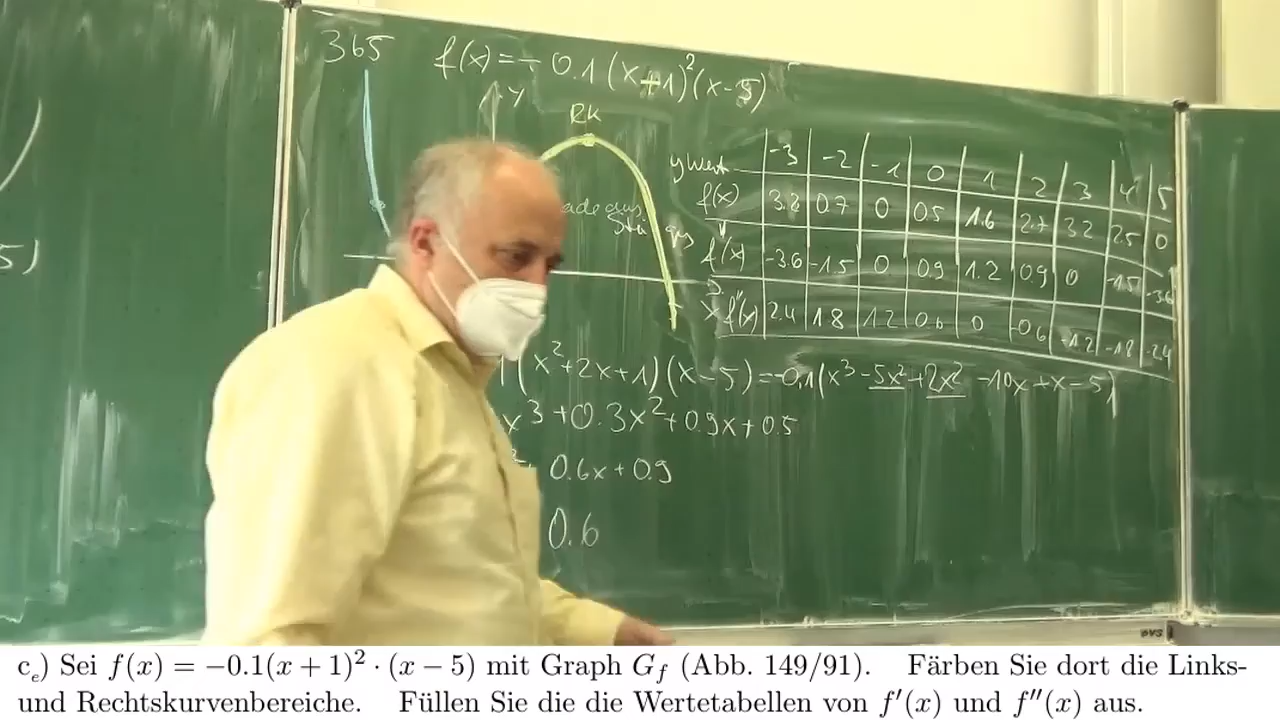 365
f(x) = - 0.1 (x+1)²(x-5)
y
RK
5)
y wert -3 -2 -1 0 1 2 3 4 5
f(x) 3.2 0.7 0 0.5 1.6 2.7 3.2 2.5 0
f'(x) -3.6 -1.5 0 0.9 1.2 0.9 0 -1.5 -3.6
x f''(x) 2.4 1.8 1.2 0.6 0 -0.6 -1.2 -1.8 -2.4
(x²+2x+1)(x-5) = -0.1(x³-5x²+2x²-10x+x-5)
x³+0.3x²+0.9x+0.5
0.6x+0.9
0.6
BVS
cₑ) Sei f(x) = −0.1(x + 1)² · (x − 5) mit Graph G_f (Abb. 149/91). Färben Sie dort die Links-
und Rechtskurvenbereiche. Füllen Sie die die Wertetabellen von f′(x) und f″(x) aus.